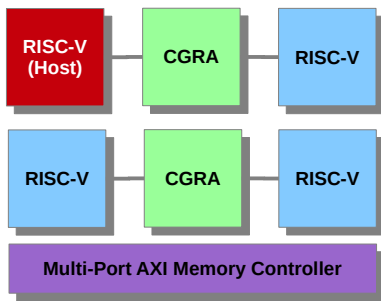 RISC-V
(Host)
CGRA
RISC-V
RISC-V
CGRA
RISC-V
Multi-Port AXI Memory Controller